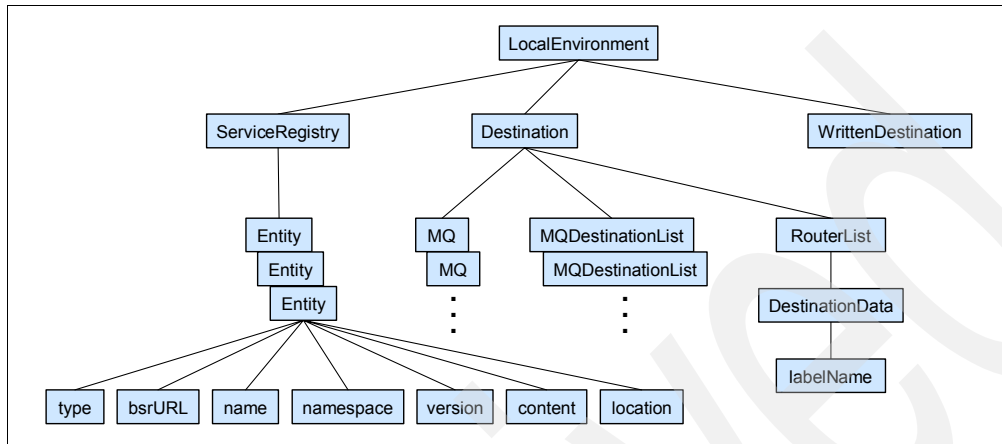 LocalEnvironment
ServiceRegistry Destination WrittenDestination
Entity MQ MQDestinationList RouterList
Entity MQ MQDestinationList
Entity DestinationData
labelName
type bsrURL name namespace version content location